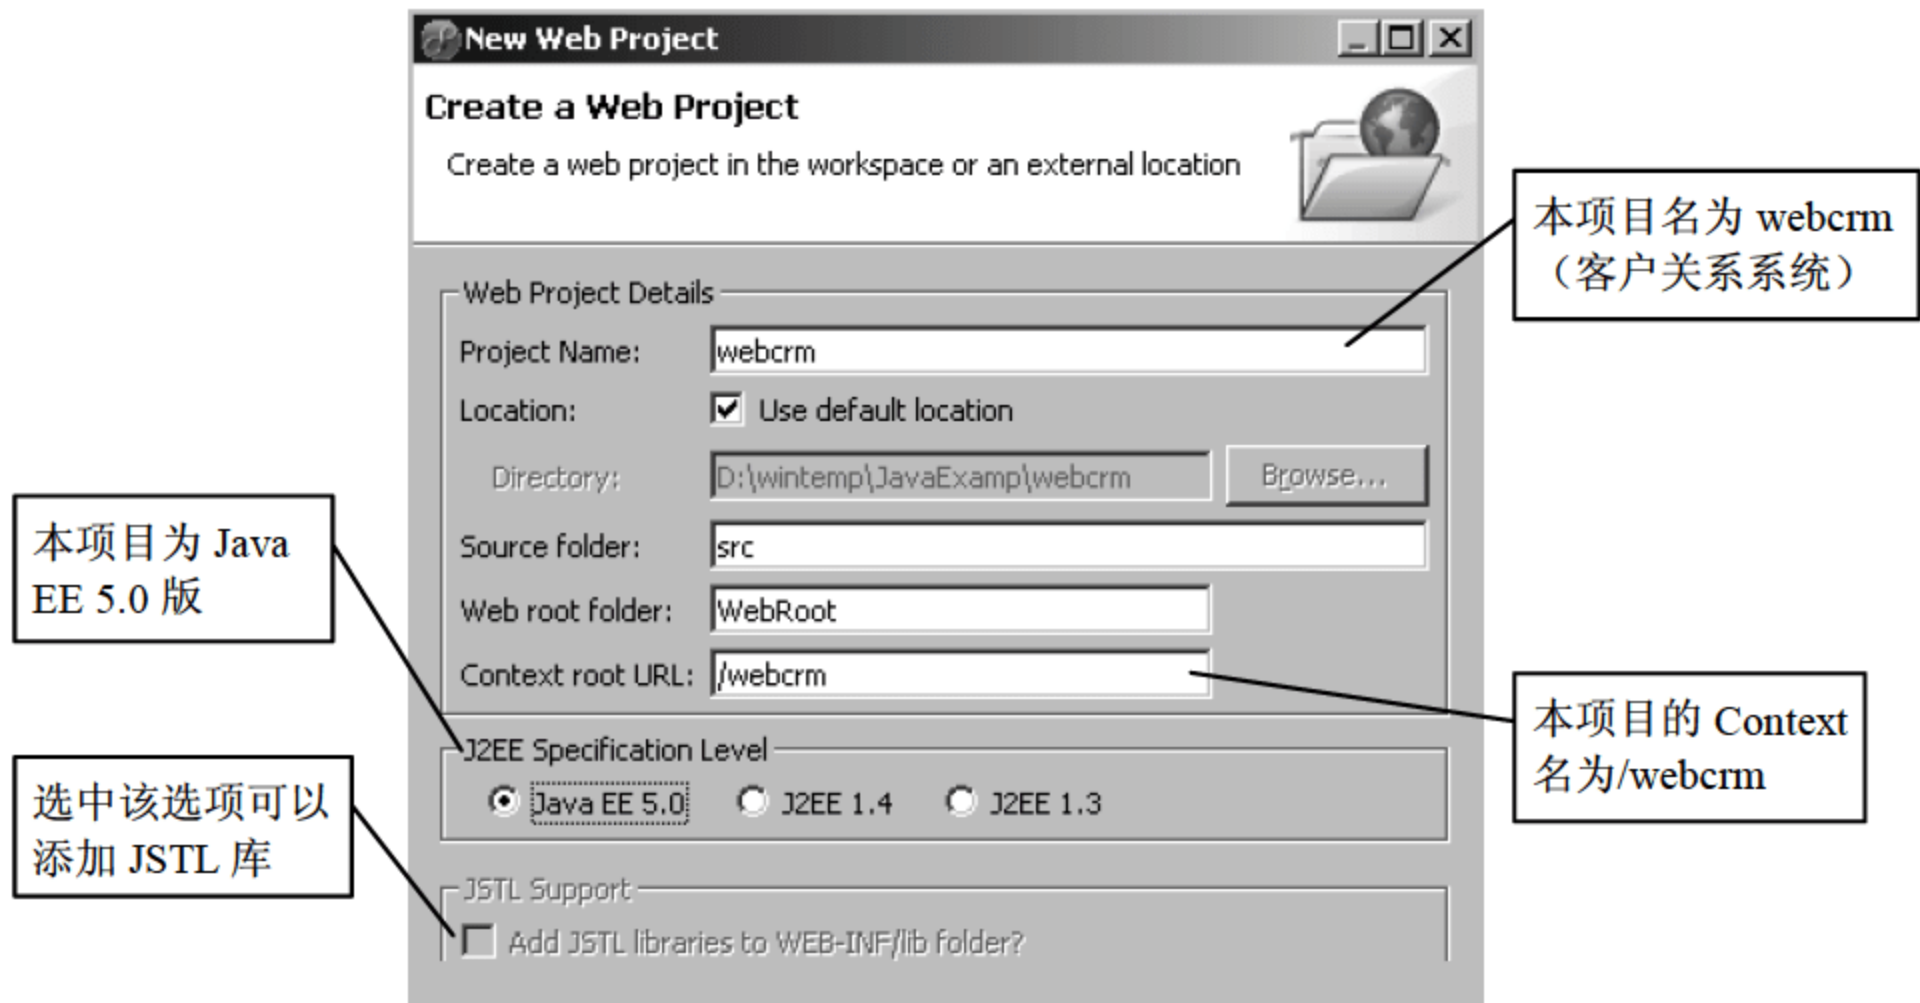 New Web Project
Create a Web Project
Create a web project in the workspace or an external location
本项目名为 webcrm
（客户关系系统）
Web Project Details
Project Name:
webcrm
Location:
Use default location
Directory:
D:\wintemp\JavaExamp\webcrm
Browse...
本项目为 Java
EE 5.0 版
Source folder:
src
Web root folder:
WebRoot
Context root URL:
/webcrm
本项目的 Context
名为/webcrm
J2EE Specification Level
Java EE 5.0
J2EE 1.4
J2EE 1.3
选中该选项可以
添加 JSTL 库
JSTL Support
Add JSTL libraries to WEB-INF/lib folder?